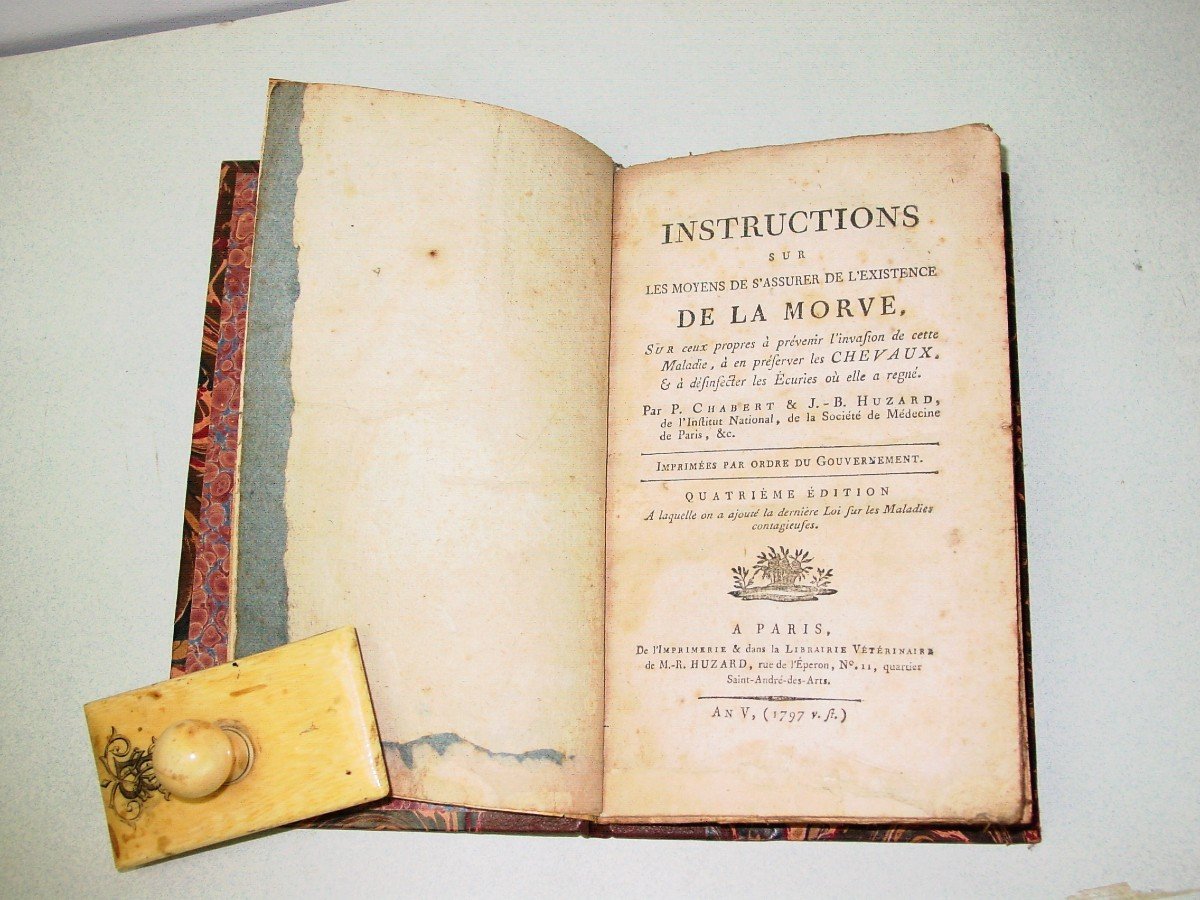 INSTRUCTIONS
SUR
LES MOYENS DE S'ASSURER DE L'EXISTENCE
DE LA MORVE,
SUR ceux propres à prévenir l'invaſion de cette
Maladie, à en préſerver les CHEVAUX,
& à déſinfecter les Écuries où elle a regné.
Par P. CHABERT & J.-B. HUZARD,
de l'Inſtitut National, de la Société de Médecine
de Paris, &c.
IMPRIMÉES PAR ORDRE DU GOUVERNEMENT.
QUATRIÈME ÉDITION
A laquelle on a ajouté la dernière Loi ſur les Maladies
contagieuſes.
A PARIS,
De l'IMPRIMERIE & dans la LIBRAIRIE VÉTÉRINAIRE
de M.-R. HUZARD, rue de l'Éperon, Nº. 11, quartier
Saint-André-des-Arts.
AN V, (1797 v. ſt.)